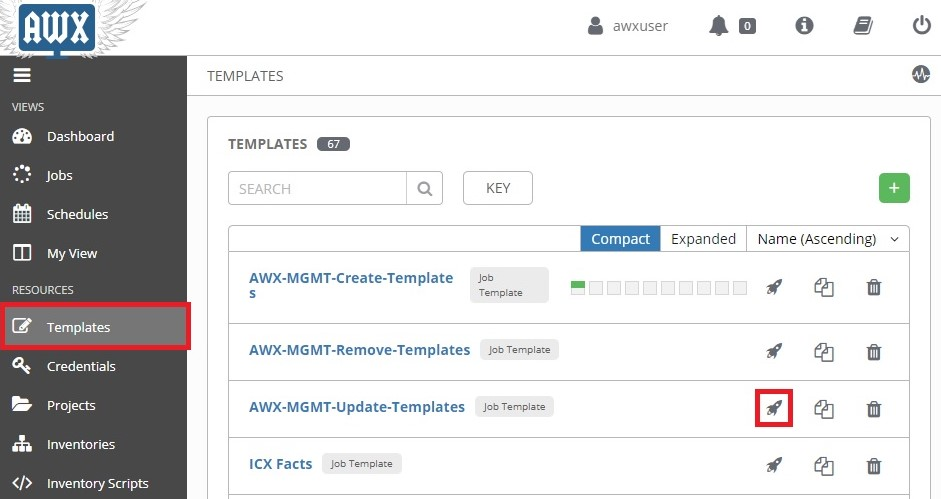 AWX
awxuser
0
TEMPLATES
VIEWS
Dashboard
Jobs
Schedules
My View
RESOURCES
Templates
Credentials
Projects
Inventories
Inventory Scripts
TEMPLATES 67
SEARCH
KEY
+
Compact Expanded Name (Ascending)
AWX-MGMT-Create-Template
s
Job
Template
AWX-MGMT-Remove-Templates Job Template
AWX-MGMT-Update-Templates Job Template
ICX Facts Job Template